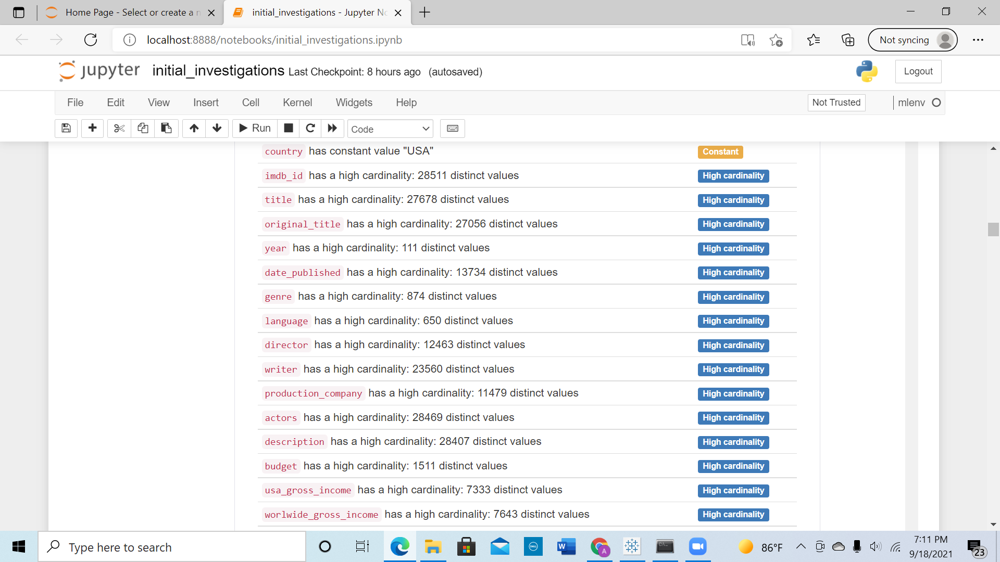 Home Page - Select or create a n
initial_investigations - Jupyter No
localhost:8888/notebooks/initial_investigations.ipynb
Not syncing
jupyter initial_investigations Last Checkpoint: 8 hours ago (autosaved)
Logout
File Edit View Insert Cell Kernel Widgets Help
Not Trusted
mlenv
Run
Code
country has constant value "USA" Constant
imdb_id has a high cardinality: 28511 distinct values High cardinality
title has a high cardinality: 27678 distinct values High cardinality
original_title has a high cardinality: 27056 distinct values High cardinality
year has a high cardinality: 111 distinct values High cardinality
date_published has a high cardinality: 13734 distinct values High cardinality
genre has a high cardinality: 874 distinct values High cardinality
language has a high cardinality: 650 distinct values High cardinality
director has a high cardinality: 12463 distinct values High cardinality
writer has a high cardinality: 23560 distinct values High cardinality
production_company has a high cardinality: 11479 distinct values High cardinality
actors has a high cardinality: 28469 distinct values High cardinality
description has a high cardinality: 28407 distinct values High cardinality
budget has a high cardinality: 1511 distinct values High cardinality
usa_gross_income has a high cardinality: 7333 distinct values High cardinality
worlwide_gross_income has a high cardinality: 7643 distinct values High cardinality
Type here to search
DELL
W
A
C:\_
86°F
7:11 PM
9/18/2021
23